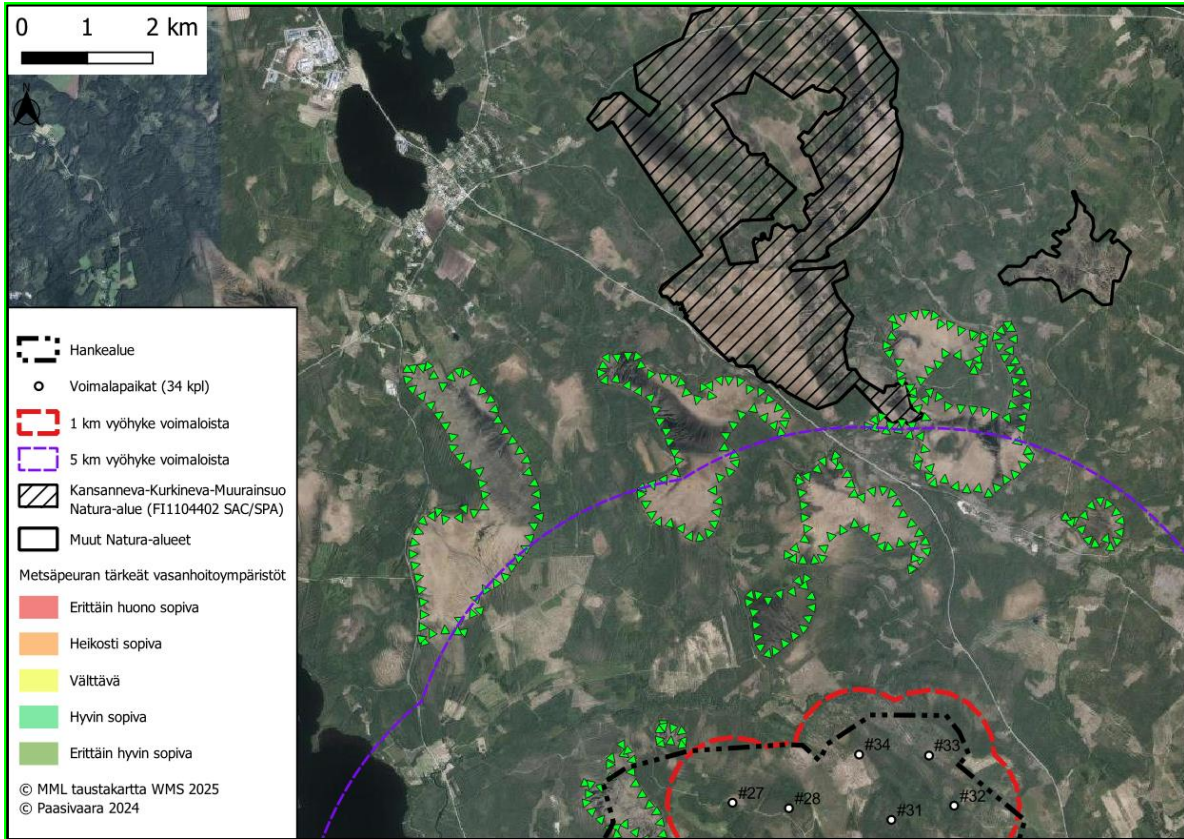 0 1 2 km
N
Hankealue
Voimalapaikat (34 kpl)
1 km vyöhyke voimaloista
5 km vyöhyke voimaloista
Kansanneva-Kurkineva-Muurainsuo
Natura-alue (FI1104402 SAC/SPA)
Muut Natura-alueet
Metsäpeuran tärkeät vasanhoitoympäristöt
Erittäin huono sopiva
Heikosti sopiva
Välttävä
Hyvin sopiva
Erittäin hyvin sopiva
© MML taustakartta WMS 2025
© Paasivaara 2024
#34
#33
#27
#28
#32
#31